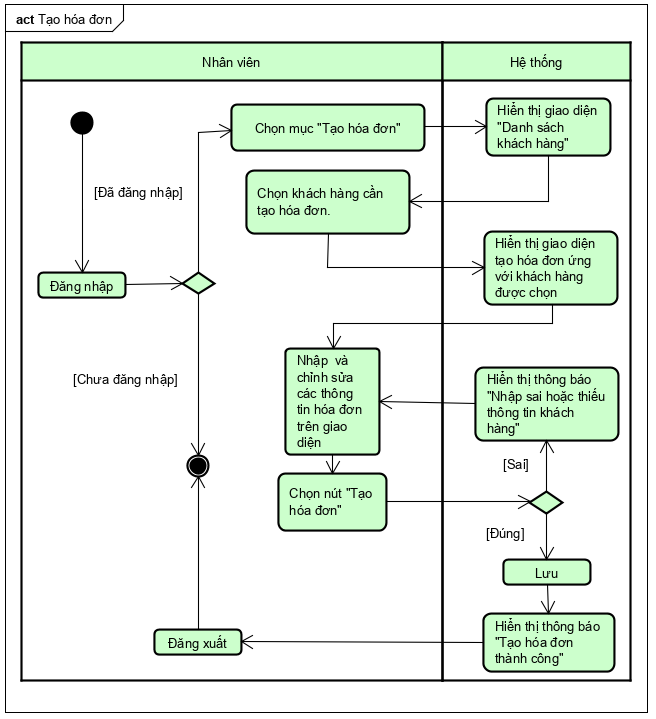 act Tạo hóa đơn
Nhân viên
Hệ thống
Chọn mục "Tạo hóa đơn"
Hiển thị giao diện
"Danh sách
khách hàng"
[Đã đăng nhập]
Chọn khách hàng cần
tạo hóa đơn.
Hiển thị giao diện
tạo hóa đơn ứng
với khách hàng
được chọn
Đăng nhập
[Chưa đăng nhập]
Nhập và
chỉnh sửa
các thông
tin hóa đơn
trên giao
diện
Hiển thị thông báo
"Nhập sai hoặc thiếu
thông tin khách
hàng"
[Sai]
Chọn nút "Tạo
hóa đơn"
[Đúng]
Lưu
Hiển thị thông báo
"Tạo hóa đơn
thành công"
Đăng xuất